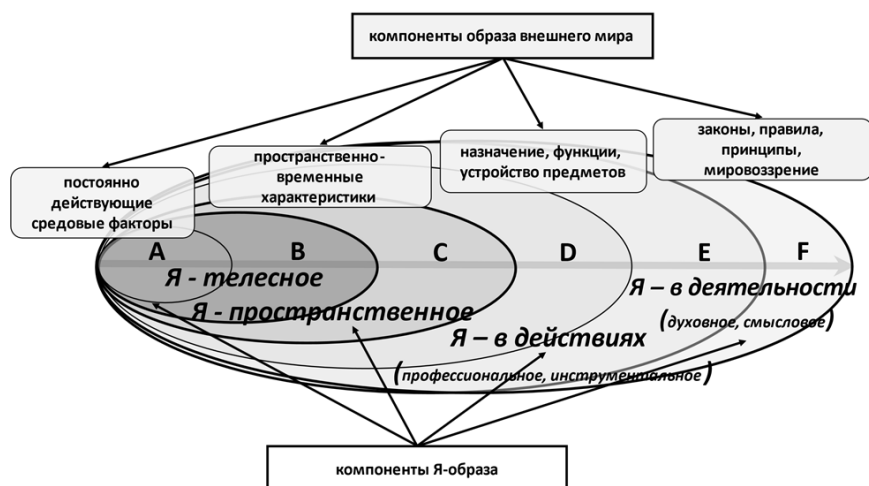 компоненты образа внешнего мира
постоянно
действующие
средовые факторы
пространственно-
временные
характеристики
назначение, функции,
устройство предметов
законы, правила,
принципы,
мировоззрение
A B C D E F
Я - телесное
Я - пространственное
Я – в действиях
(профессиональное, инструментальное)
Я – в деятельности
(духовное, смысловое)
компоненты Я-образа